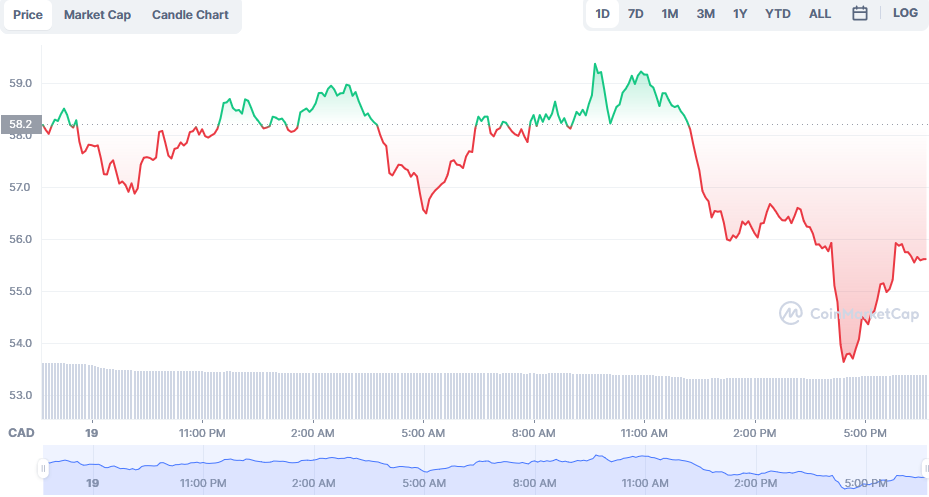 Price Market Cap Candle Chart 1D 7D 1M 3M 1Y YTD ALL LOG
59.0
58.2
58.0
57.0
56.0
55.0
CoinMarketCap
54.0
53.0
CAD 19 11:00 PM 2:00 AM 5:00 AM 8:00 AM 11:00 AM 2:00 PM 5:00 PM
19 11:00 PM 2:00 AM 5:00 AM 8:00 AM 11:00 AM 2:00 PM 5:00 PM